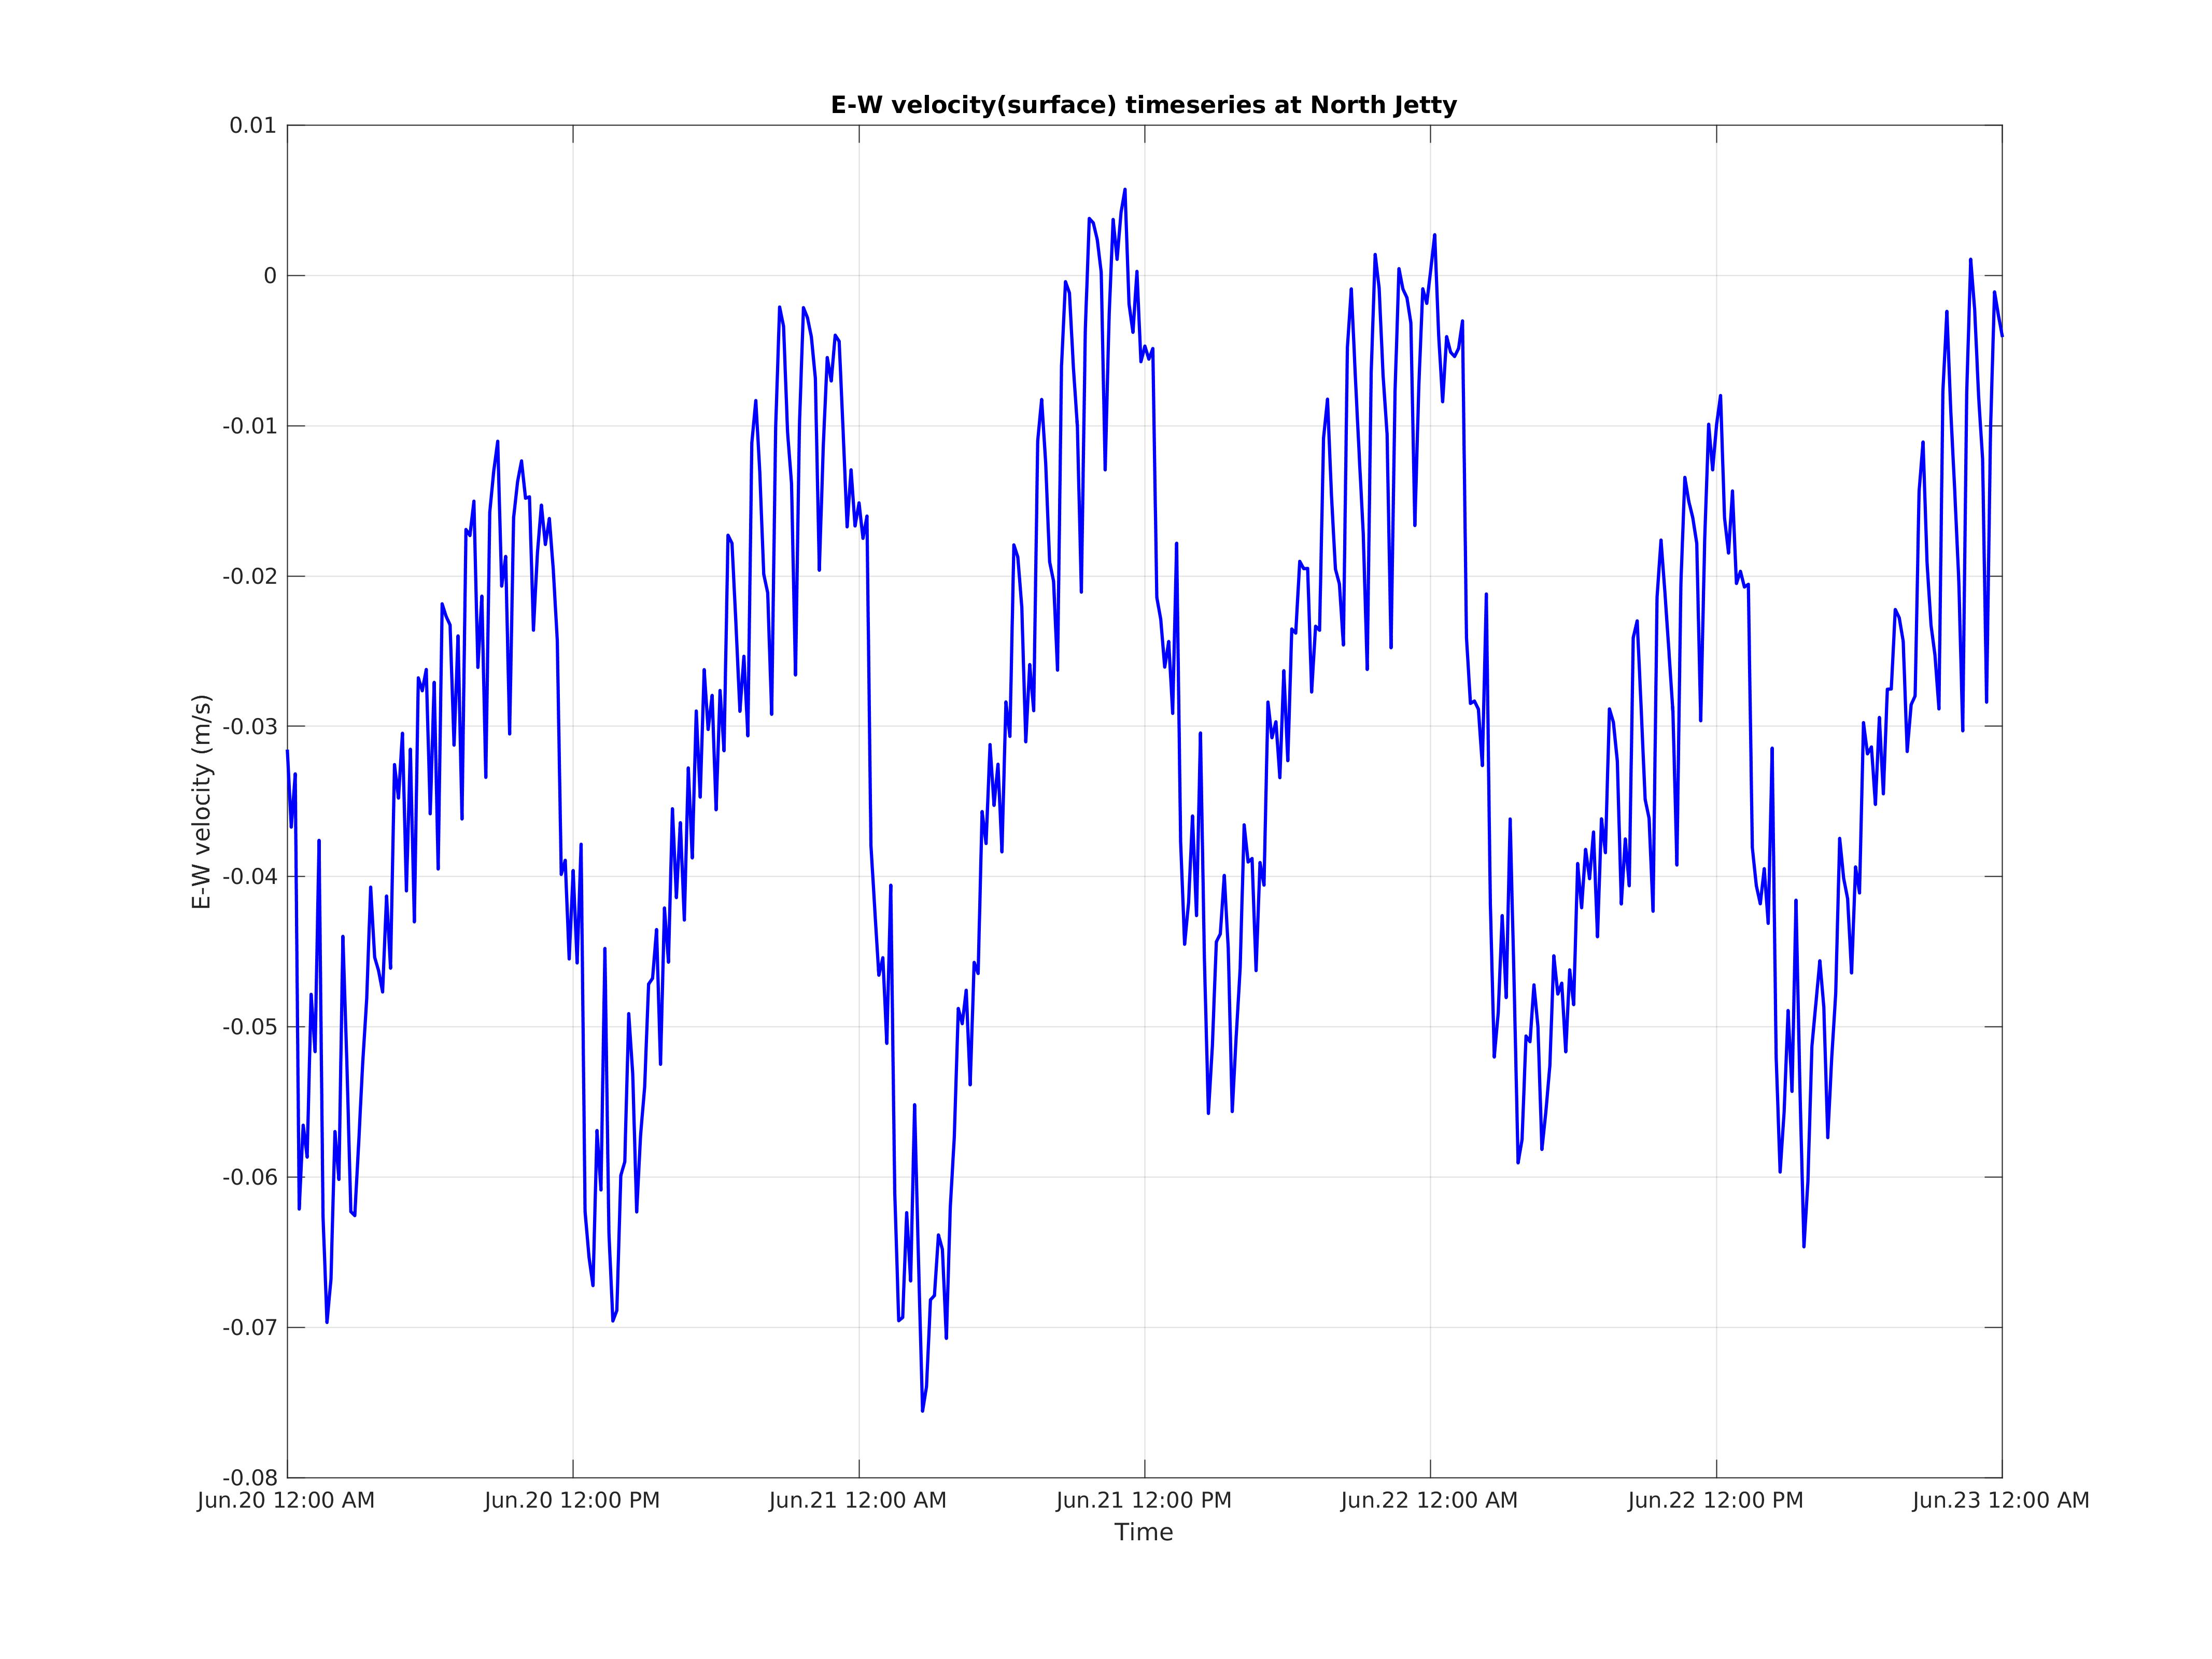 E-W velocity(surface) timeseries at North Jetty
0.01
0
-0.01
-0.02
-0.03
-0.04
-0.05
-0.06
-0.07
-0.08
E-W velocity (m/s)
Jun.20 12:00 AM
Jun.20 12:00 PM
Jun.21 12:00 AM
Jun.21 12:00 PM
Jun.22 12:00 AM
Jun.22 12:00 PM
Jun.23 12:00 AM
Time